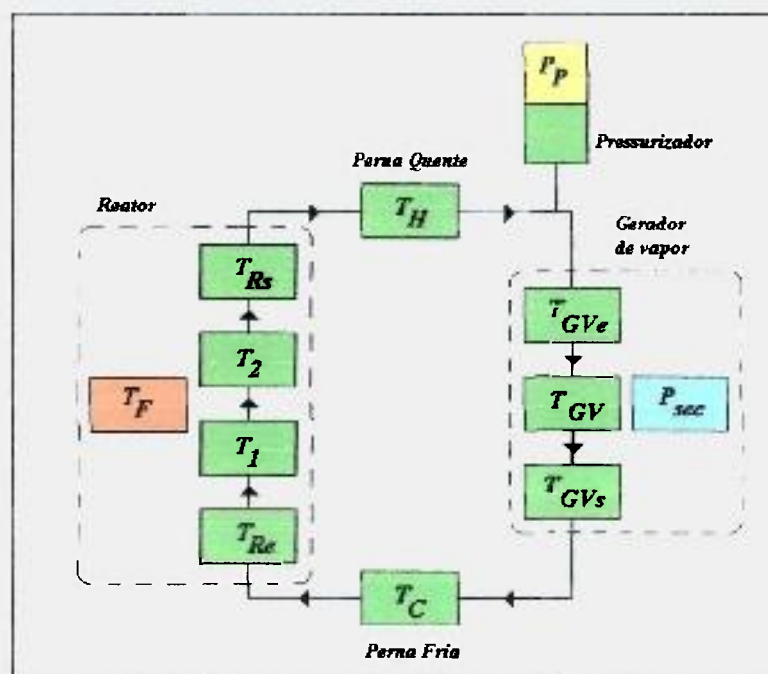 P_P
Pressurizador
Perna Quente
T_H
Reator
Gerador
de vapor
T_Rs
T_GVe
T_2
T_F
T_GV
P_sec
T_1
T_GVs
T_Re
T_C
Perna Fria